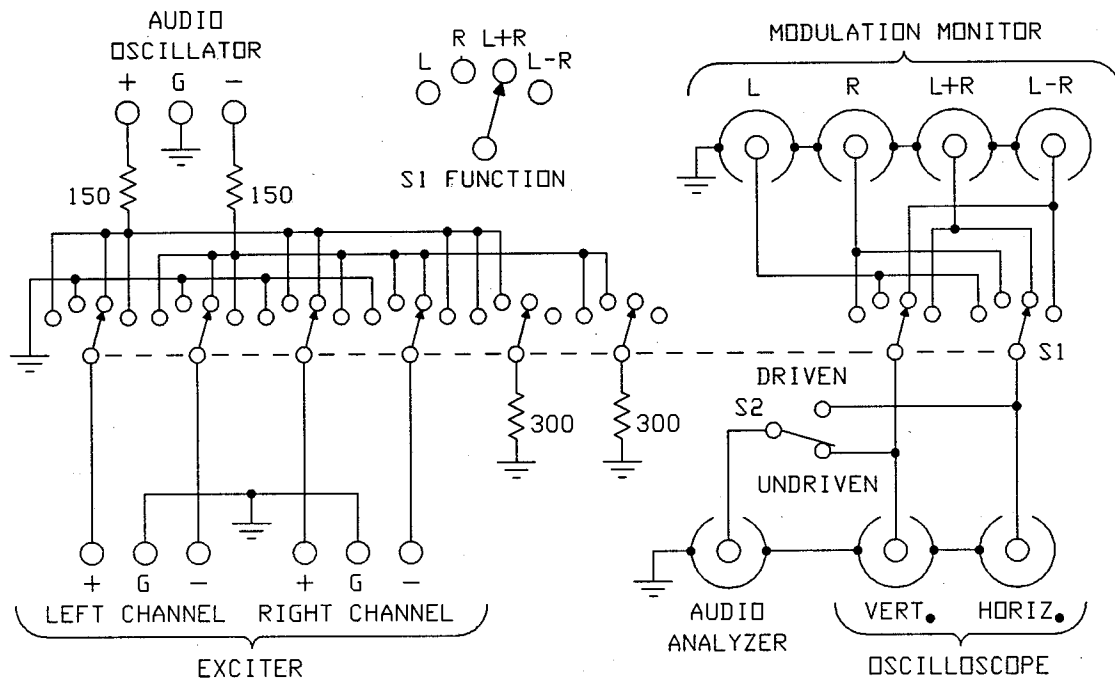 AUDIO
OSCILLATOR
+ G -
150
150
L R L+R L-R
S1 FUNCTION
MODULATION MONITOR
L R L+R L-R
S1
300
300
DRIVEN
S2
UNDRIVEN
+ G - + G -
LEFT CHANNEL RIGHT CHANNEL
EXCITER
AUDIO
ANALYZER
VERT. HORIZ.
OSCILLOSCOPE